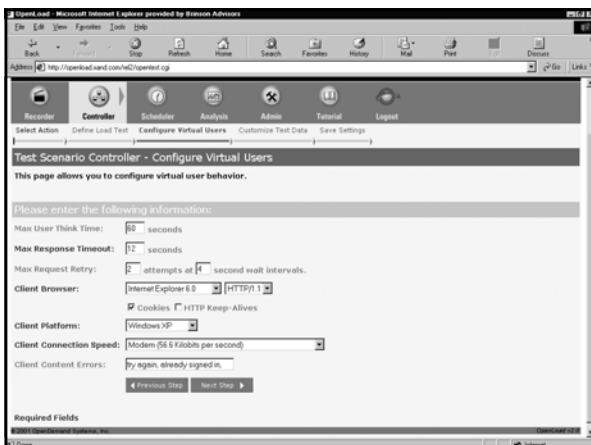 OpenLoad - Microsoft Internet Explorer provided by Brinson Advisors
File Edit View Favorites Tools Help
Back Forward Stop Refresh Home Search Favorites History Mail Print Edit Discuss
Address http://openload.xand.com/rel2/opentest.cgi Go Links
Recorder Controller Scheduler Analysis Admin Tutorial Logout
Select Action Define Load Test Configure Virtual Users Customize Test Data Save Settings
Test Scenario Controller - Configure Virtual Users
This page allows you to configure virtual user behavior.
Please enter the following information:
Max User Think Time: 60 seconds
Max Response Timeout: 12 seconds
Max Request Retry: 2 attempts at 4 second wait intervals.
Client Browser: Internet Explorer 6.0 HTTP/1.1
Cookies HTTP Keep-Alives
Client Platform: Windows XP
Client Connection Speed: Modem (56.6 Kilobits per second)
Client Content Errors: try again, already signed in,
Previous Step Next Step
Required Fields
©2001 OpenDemand Systems, Inc. OpenLoad v2.0
Done Internet